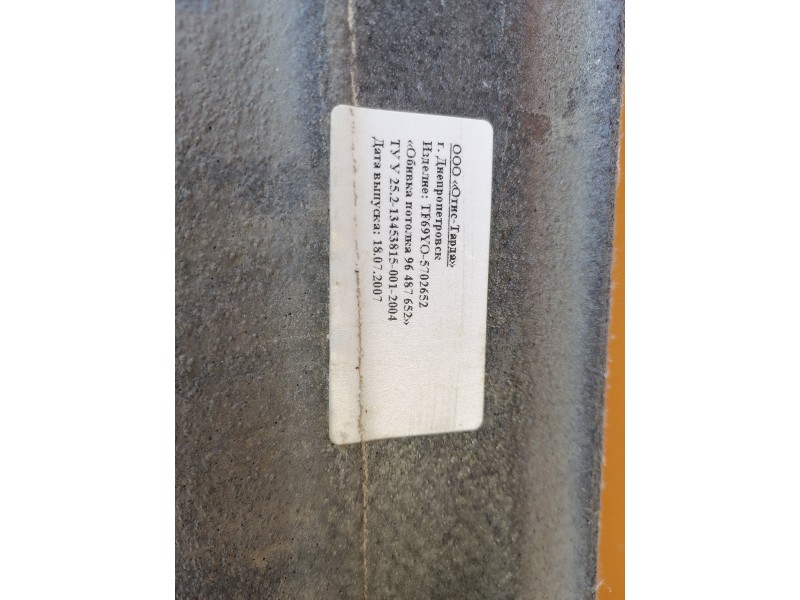 ООО «Отис-Тарда»
г. Днепропетровск
Изделие: TF69YO-5702652
«Обивка потолка 96 487 652»
ТУ У 25.2-13453815-001-2004
Дата выпуска: 18.07.2007